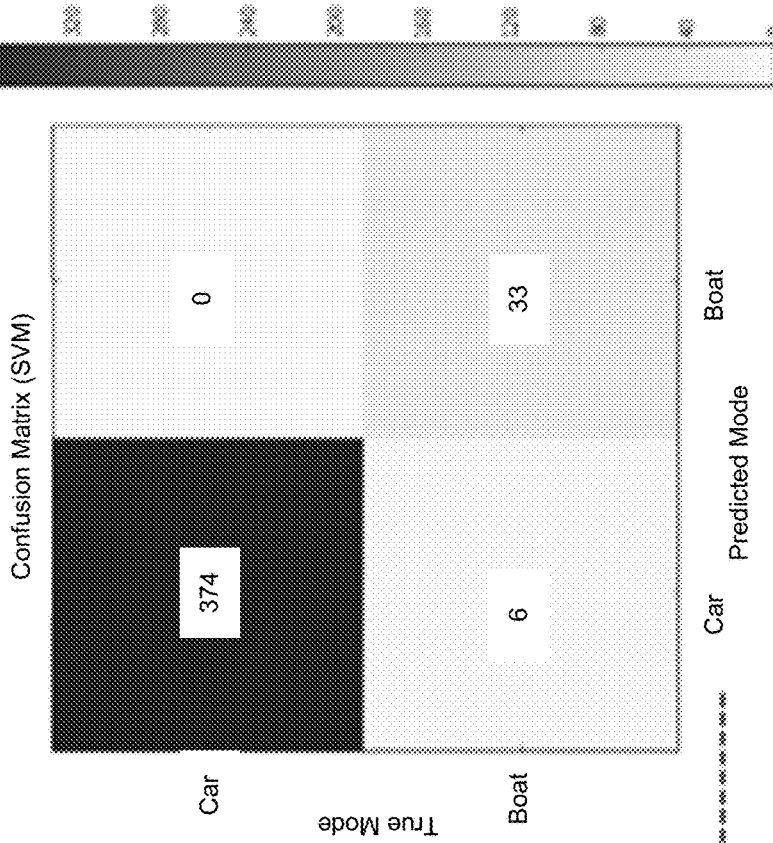 Confusion Matrix (SVM)
True Mode
Car
374
0
Boat
6
33
Car
Boat
Predicted Mode